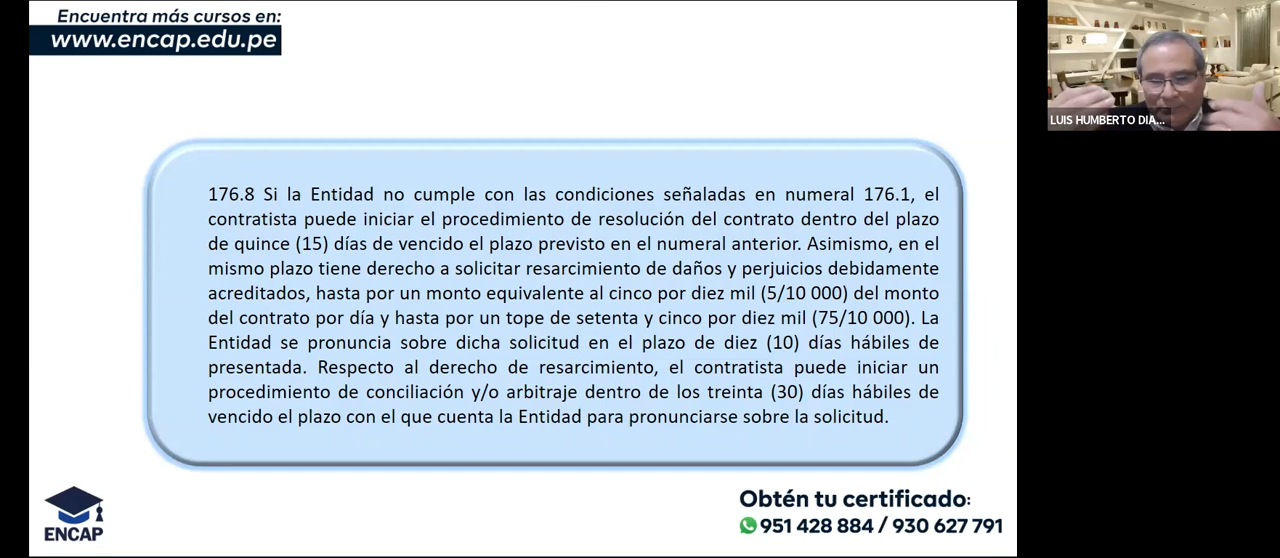 Encuentra más cursos en:
www.encap.edu.pe
LUIS HUMBERTO DIA...
176.8 Si la Entidad no cumple con las condiciones señaladas en numeral 176.1, el
contratista puede iniciar el procedimiento de resolución del contrato dentro del plazo
de quince (15) días de vencido el plazo previsto en el numeral anterior. Asimismo, en el
mismo plazo tiene derecho a solicitar resarcimiento de daños y perjuicios debidamente
acreditados, hasta por un monto equivalente al cinco por diez mil (5/10 000) del monto
del contrato por día y hasta por un tope de setenta y cinco por diez mil (75/10 000). La
Entidad se pronuncia sobre dicha solicitud en el plazo de diez (10) días hábiles de
presentada. Respecto al derecho de resarcimiento, el contratista puede iniciar un
procedimiento de conciliación y/o arbitraje dentro de los treinta (30) días hábiles de
vencido el plazo con el que cuenta la Entidad para pronunciarse sobre la solicitud.
ENCAP
Obtén tu certificado:
951 428 884 / 930 627 791